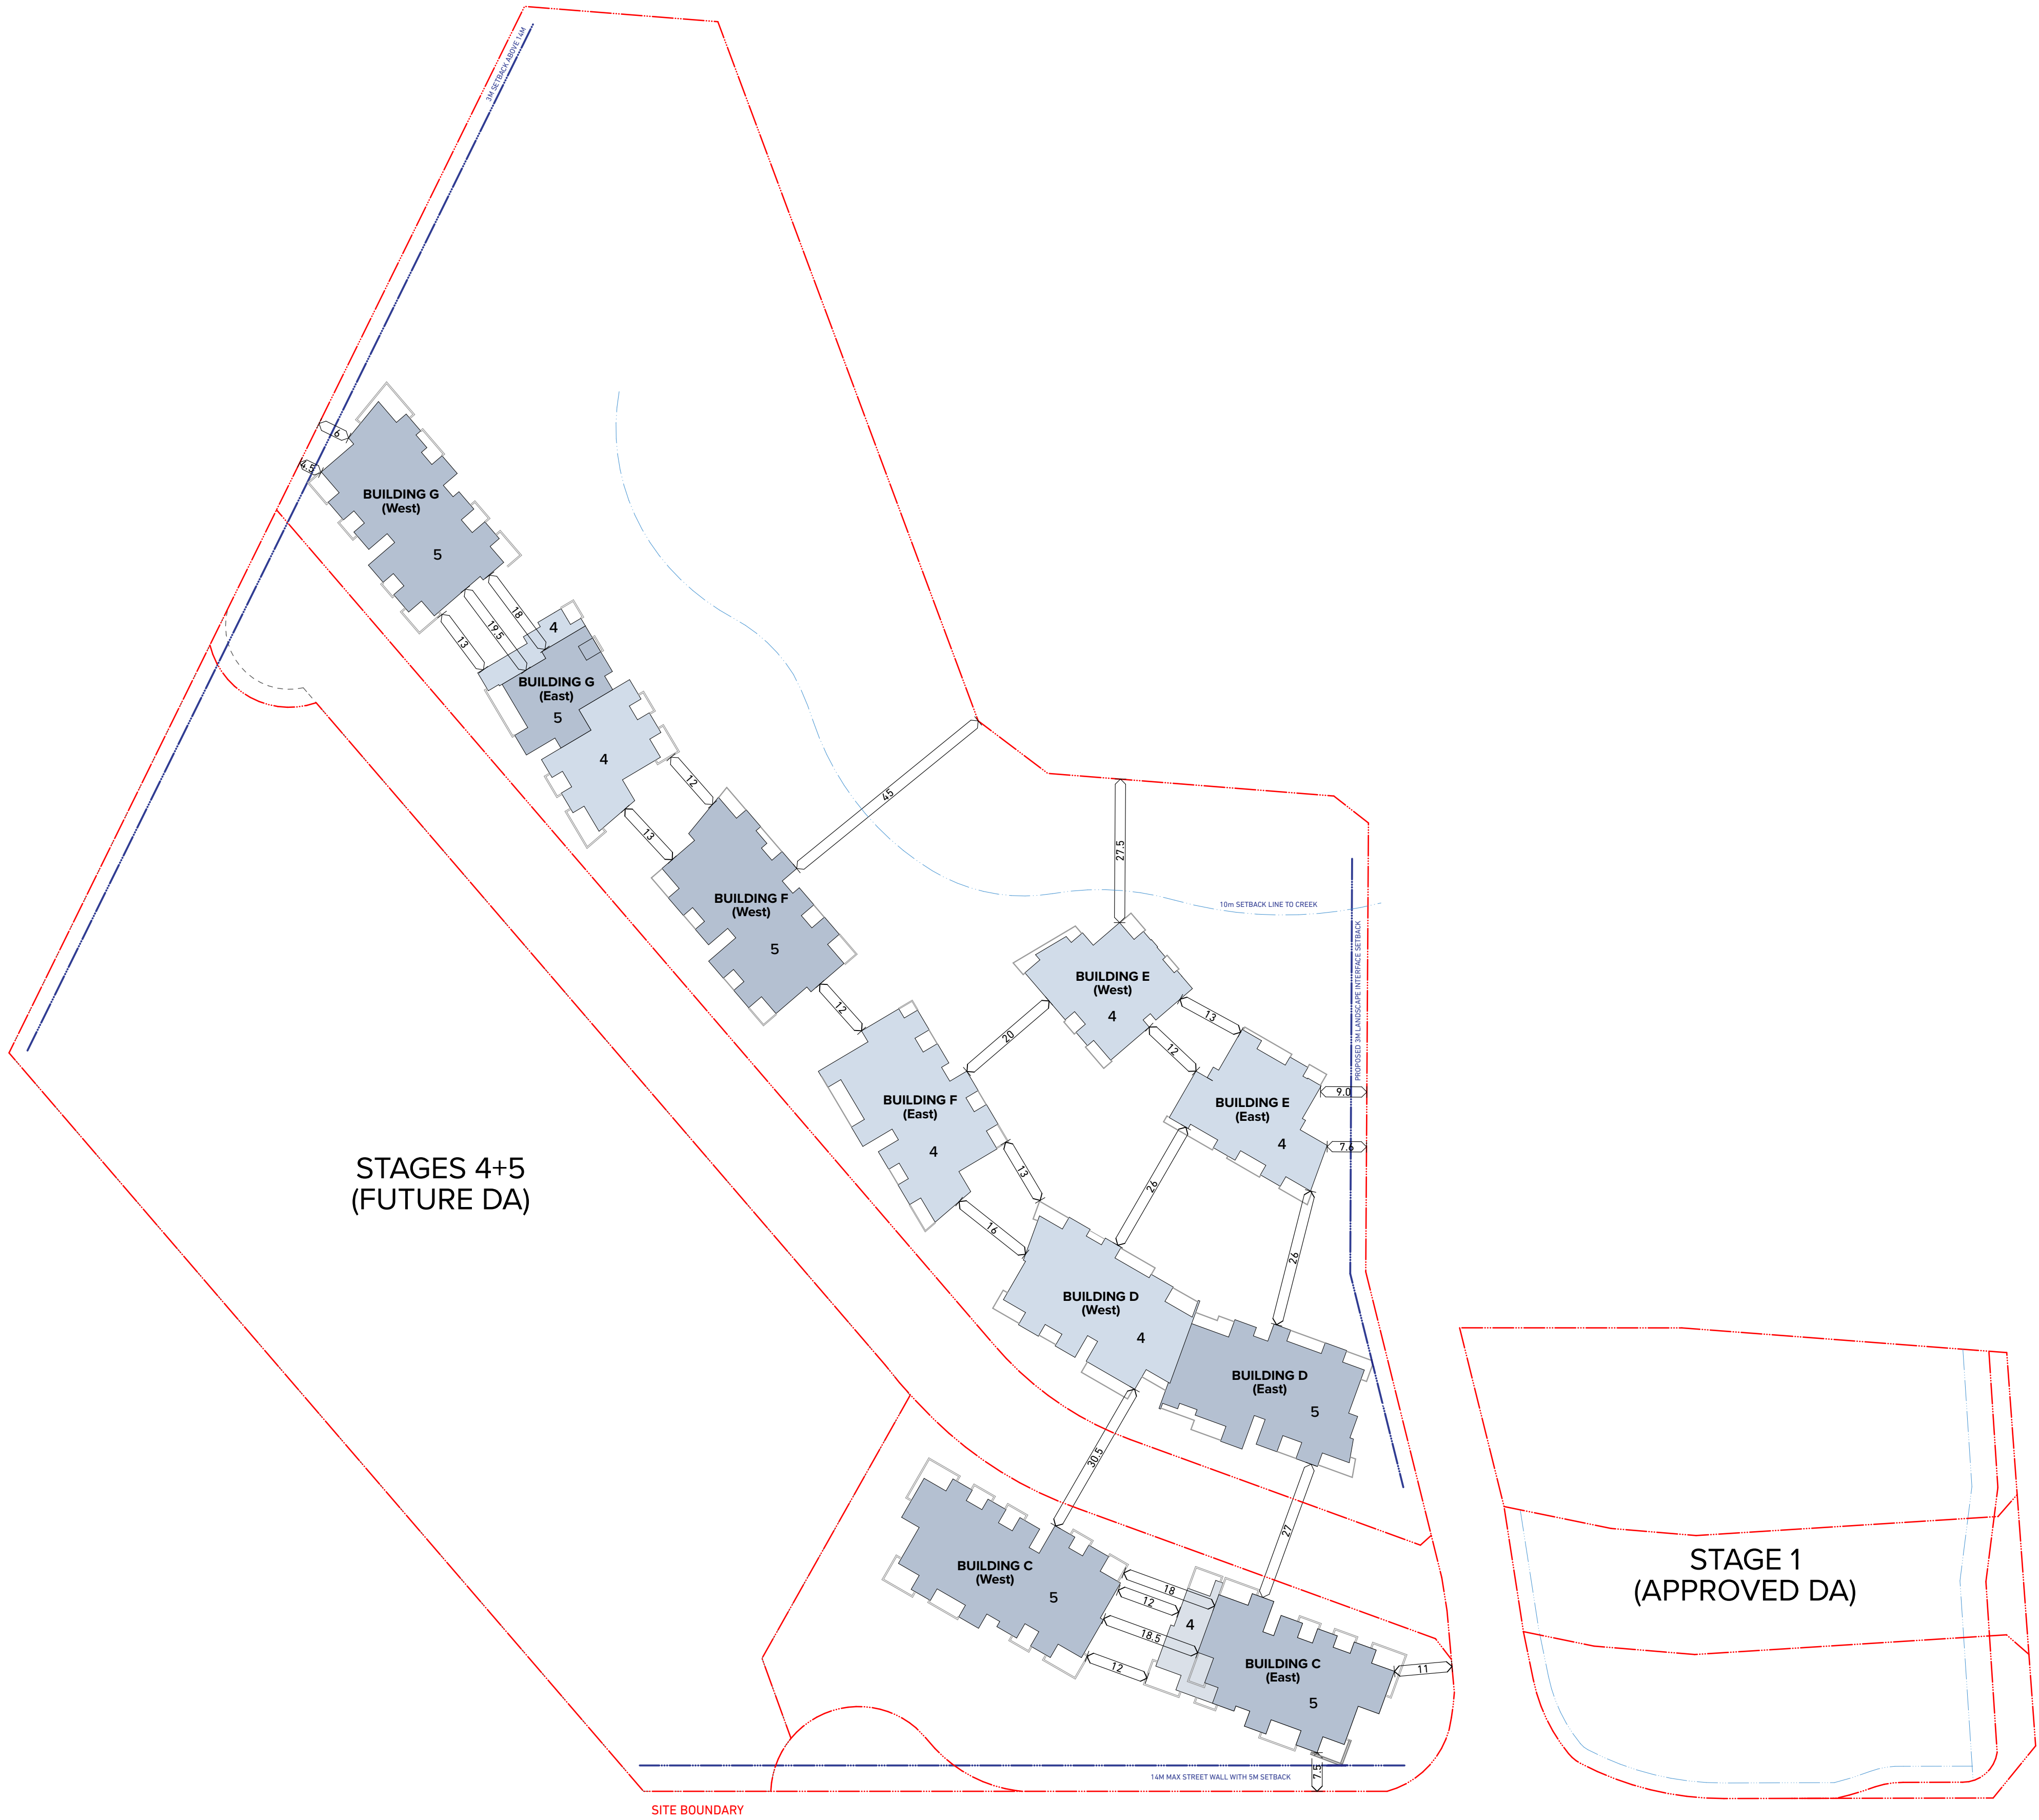 3M SETBACK ABOVE 14M
6
4.5
BUILDING G
(West)
5
18
19.5
13
4
BUILDING G
(East)
5
4
12
13
45
27.5
BUILDING F
(West)
5
10m SETBACK LINE TO CREEK
PROPOSED 3M LANDSCAPE INTERFACE SETBACK
BUILDING E
(West)
4
12
20
13
12
BUILDING E
(East)
4
9.0
7.6
BUILDING F
(East)
4
13
16
26
26
STAGES 4+5
(FUTURE DA)
BUILDING D
(West)
4
BUILDING D
(East)
5
30.5
27
BUILDING C
(West)
5
18
12
18.5
12
4
BUILDING C
(East)
5
11
7.5
STAGE 1
(APPROVED DA)
14M MAX STREET WALL WITH 5M SETBACK
SITE BOUNDARY